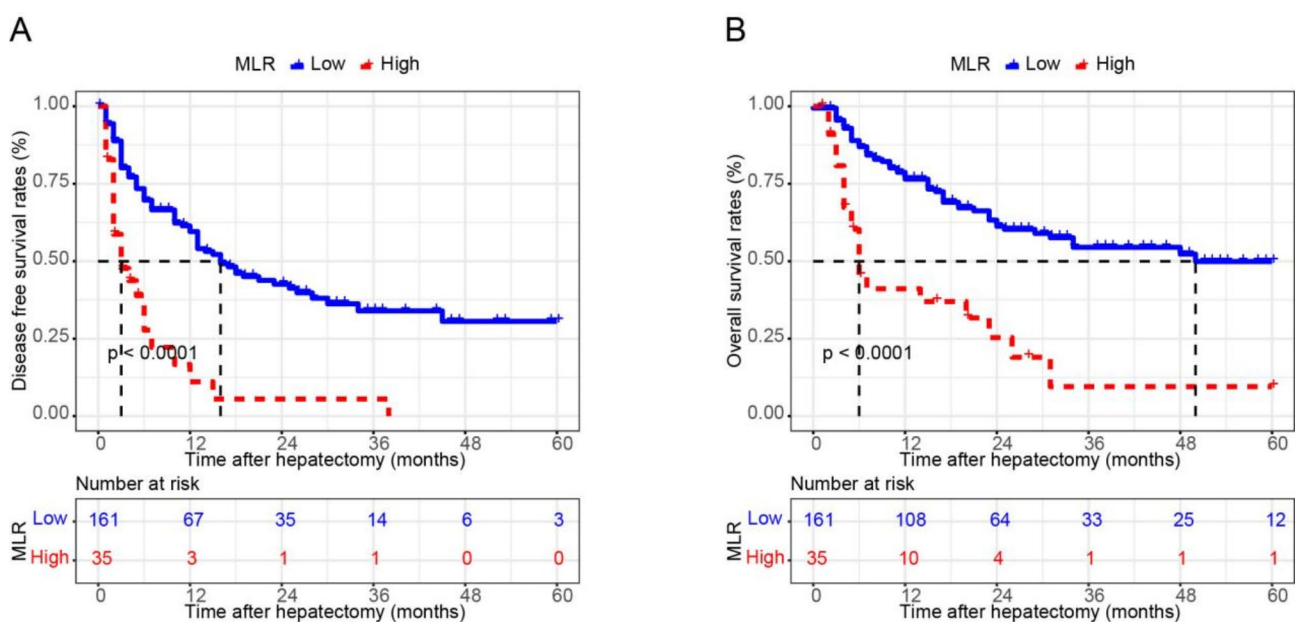 A
MLR Low High
Disease free survival rates (%)
1.00
0.75
0.50
0.25
0.00
p < 0.0001
0 12 24 36 48 60
Time after hepatectomy (months)
Number at risk
MLR
Low 161 67 35 14 6 3
High 35 3 1 1 0 0
0 12 24 36 48 60
Time after hepatectomy (months)
B
MLR Low High
Overall survival rates (%)
1.00
0.75
0.50
0.25
0.00
p < 0.0001
0 12 24 36 48 60
Time after hepatectomy (months)
Number at risk
MLR
Low 161 108 64 33 25 12
High 35 10 4 1 1 1
0 12 24 36 48 60
Time after hepatectomy (months)